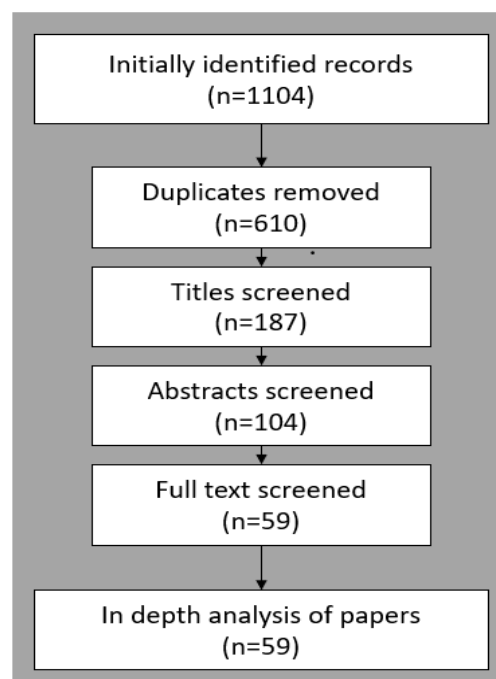 Initially identified records
(n=1104)
Duplicates removed
(n=610)
Titles screened
(n=187)
Abstracts screened
(n=104)
Full text screened
(n=59)
In depth analysis of papers
(n=59)